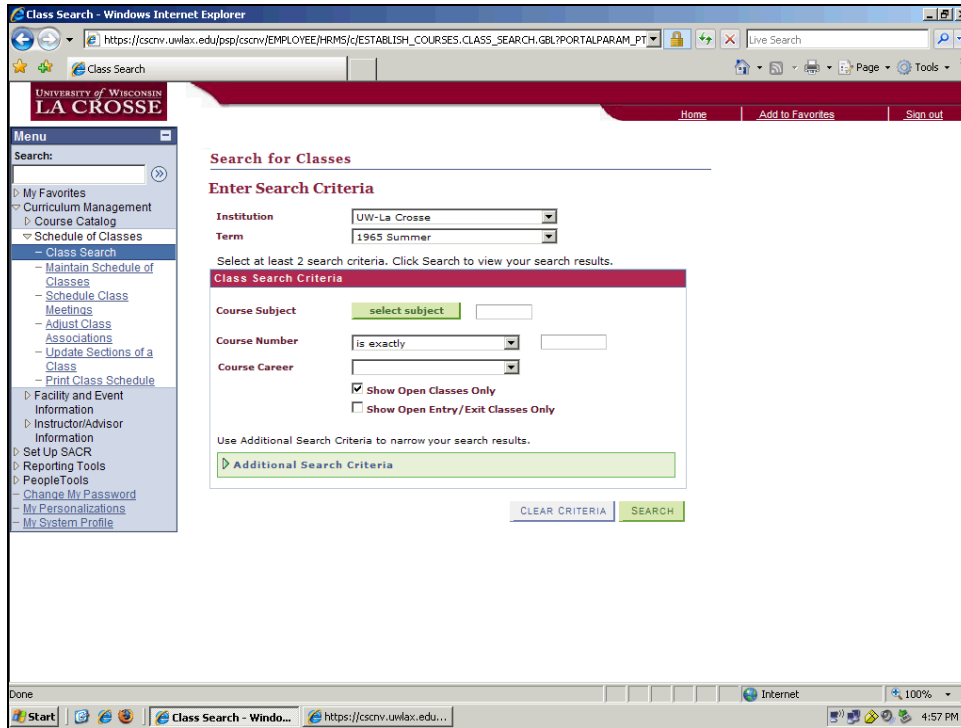 Class Search - Windows Internet Explorer
https://cscnv.uwlax.edu/psp/cscnv/EMPLOYEE/HRMS/c/ESTABLISH_COURSES.CLASS_SEARCH.GBL?PORTALPARAM_PT
Live Search
Class Search
Page
Tools
UNIVERSITY of WISCONSIN
LA CROSSE
Home
Add to Favorites
Sign out
Menu
Search:
My Favorites
Curriculum Management
Course Catalog
Schedule of Classes
– Class Search
– Maintain Schedule of
Classes
– Schedule Class
Meetings
– Adjust Class
Associations
– Update Sections of a
Class
– Print Class Schedule
Facility and Event
Information
Instructor/Advisor
Information
Set Up SACR
Reporting Tools
PeopleTools
– Change My Password
– My Personalizations
– My System Profile
Search for Classes
Enter Search Criteria
Institution UW-La Crosse
Term 1965 Summer
Select at least 2 search criteria. Click Search to view your search results.
Class Search Criteria
Course Subject select subject
Course Number is exactly
Course Career
Show Open Classes Only
Show Open Entry/Exit Classes Only
Use Additional Search Criteria to narrow your search results.
Additional Search Criteria
CLEAR CRITERIA SEARCH
Done
Internet
100%
Start
Class Search - Windo...
https://cscnv.uwlax.edu...
4:57 PM